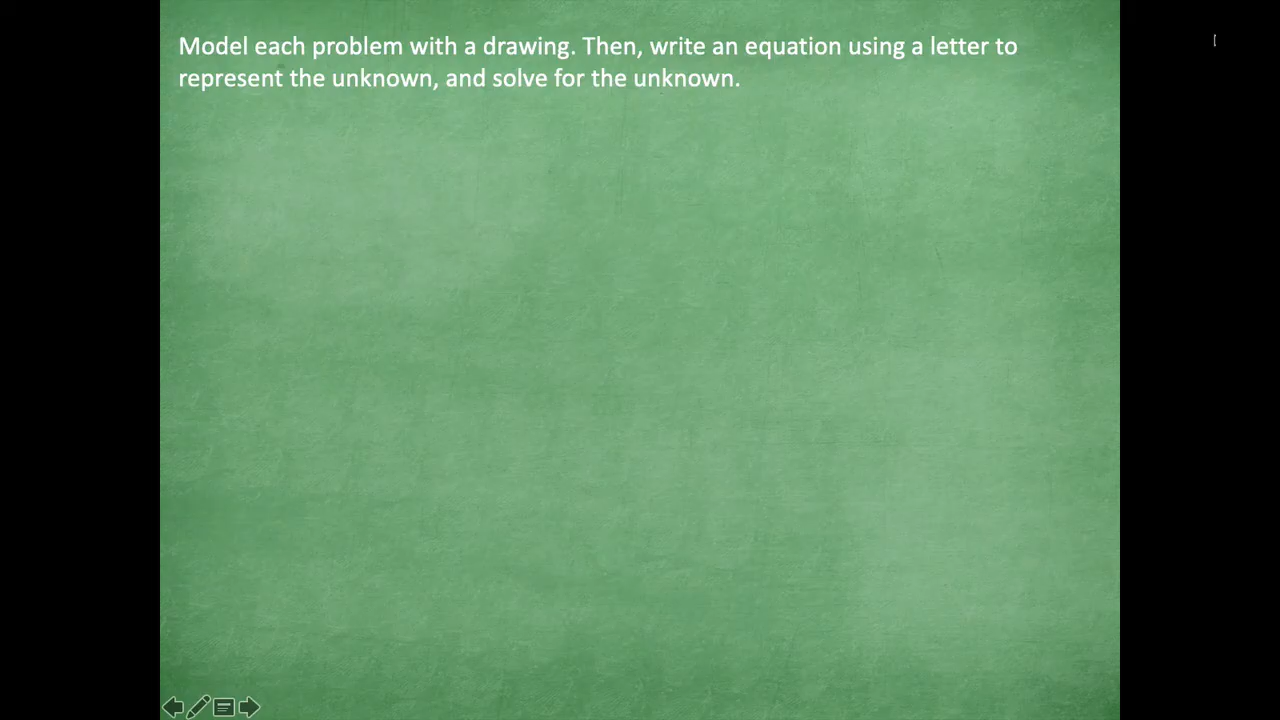 Model each problem with a drawing. Then, write an equation using a letter to
represent the unknown, and solve for the unknown.